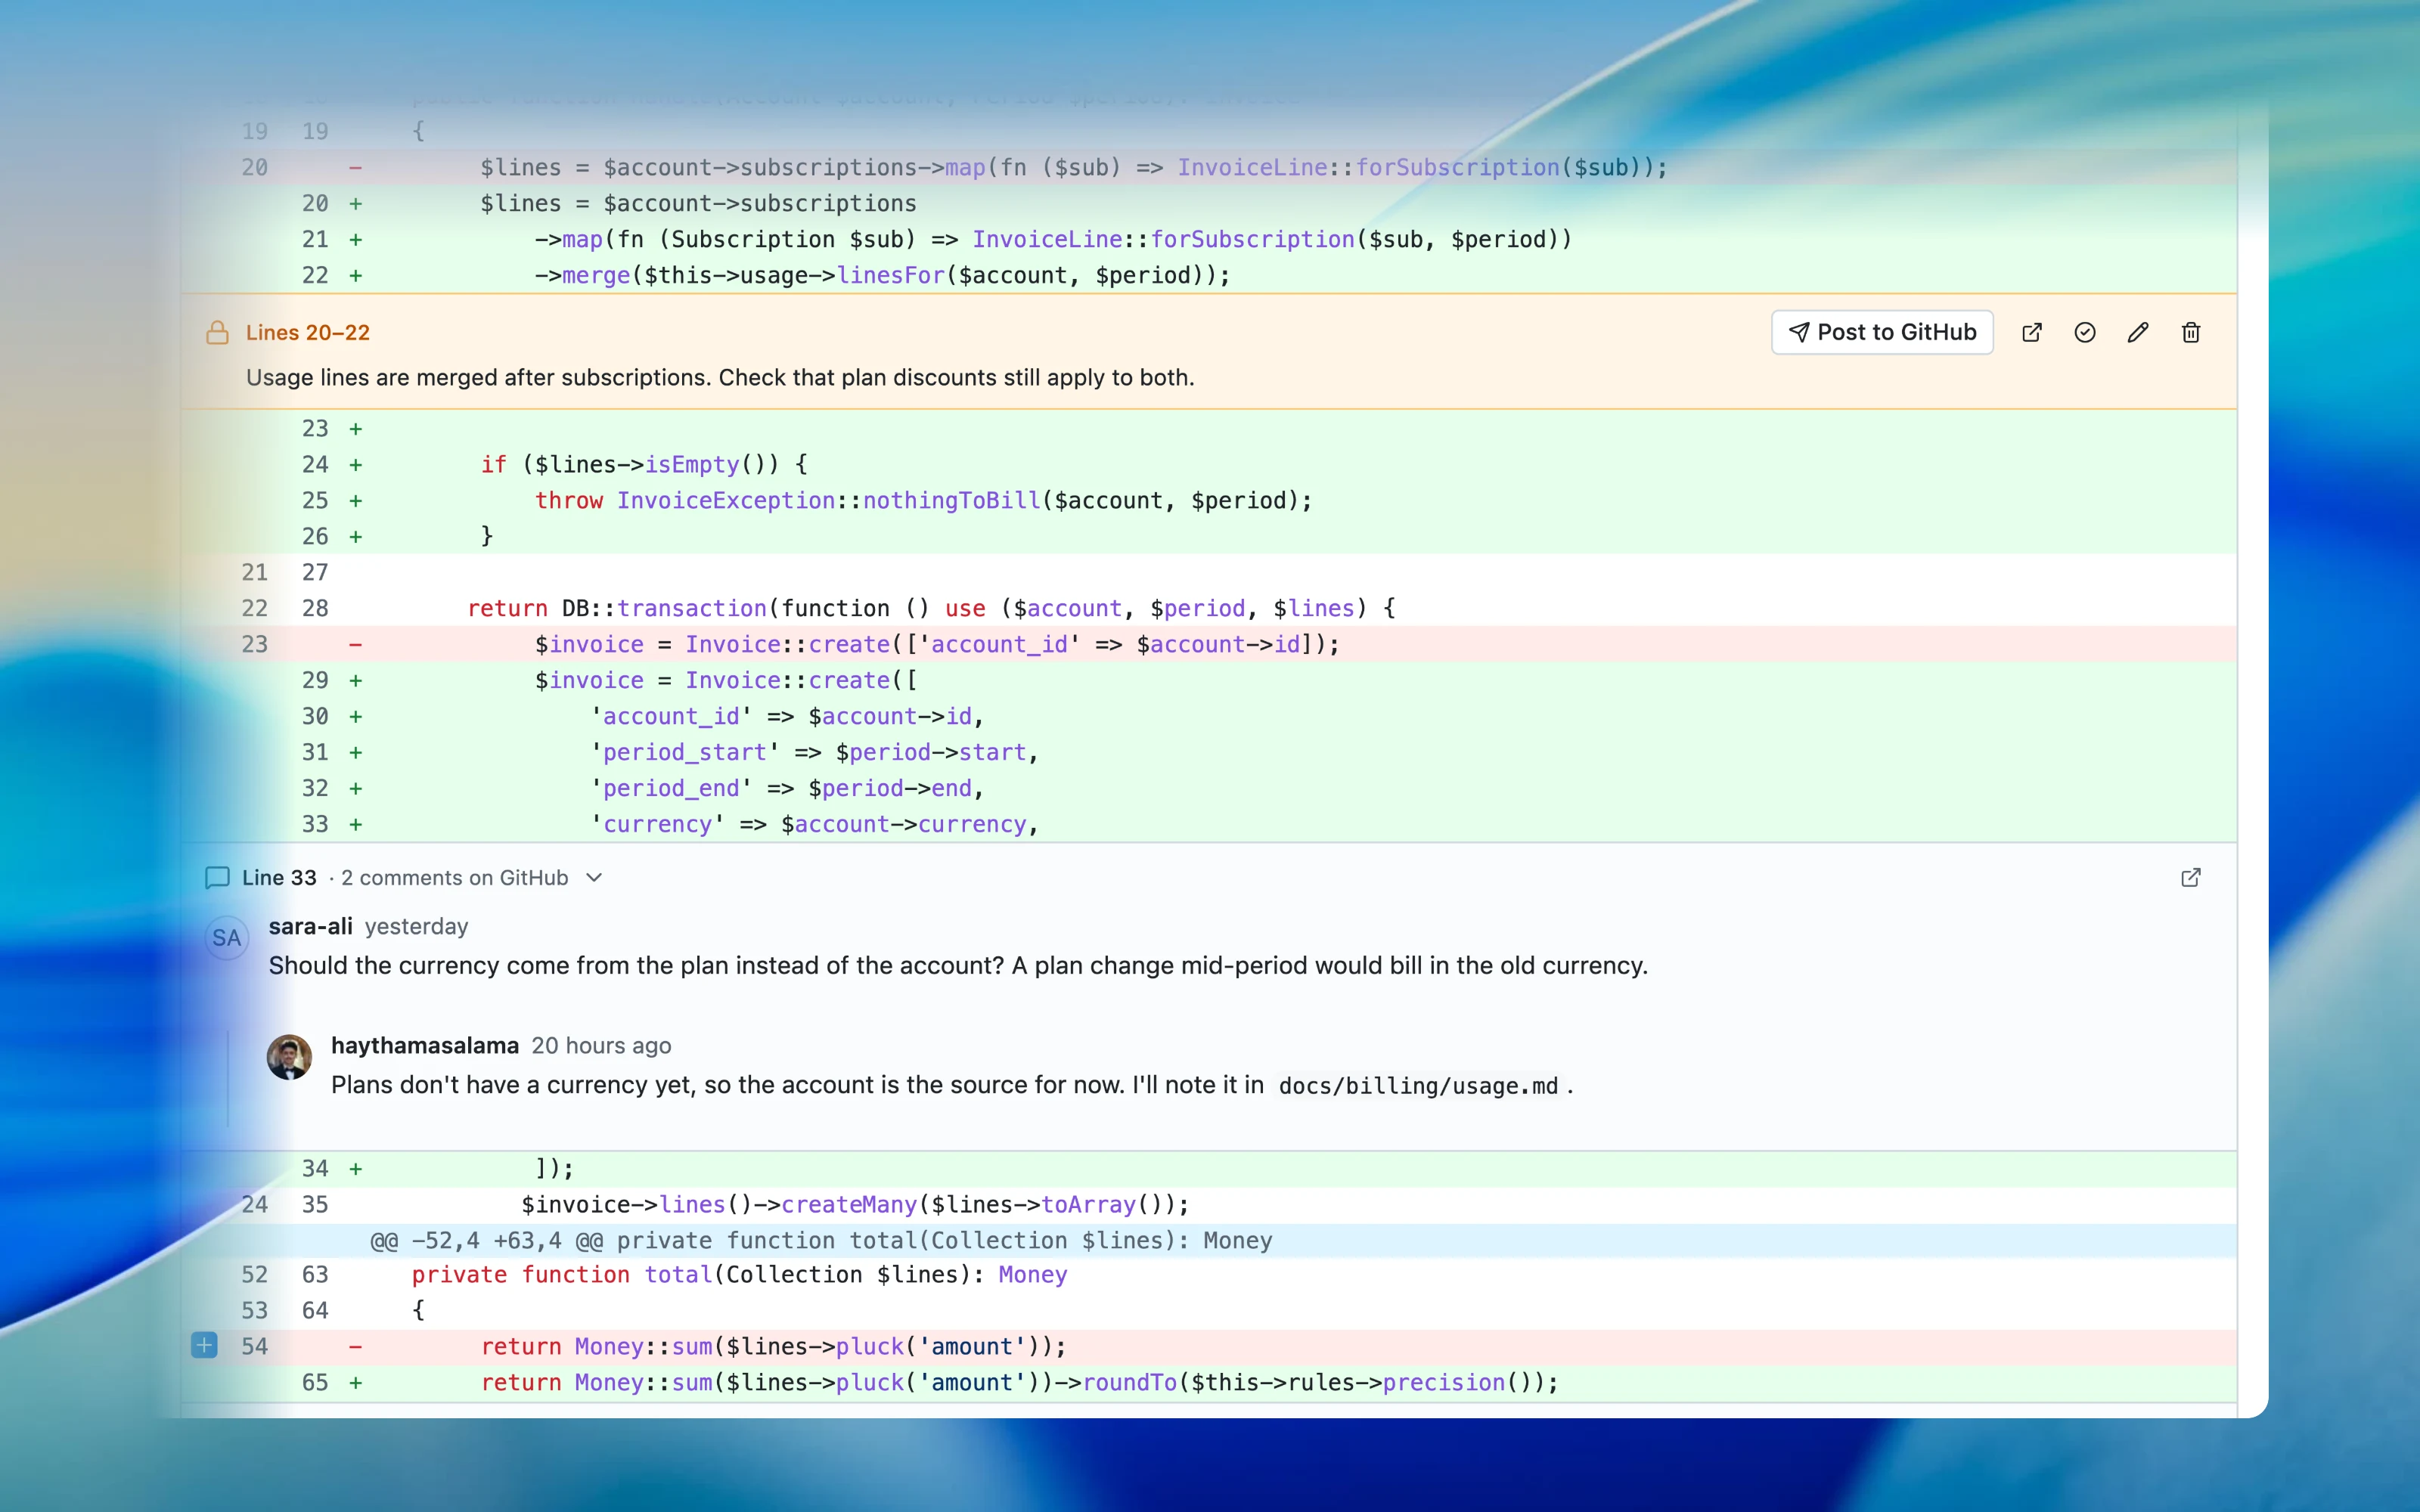 19 19 {
20 - $lines = $account->subscriptions->map(fn ($sub) => InvoiceLine::forSubscription($sub));
20 + $lines = $account->subscriptions
21 + ->map(fn (Subscription $sub) => InvoiceLine::forSubscription($sub, $period))
22 + ->merge($this->usage->linesFor($account, $period));
Lines 20–22 Post to GitHub
Usage lines are merged after subscriptions. Check that plan discounts still apply to both.
23 +
24 + if ($lines->isEmpty()) {
25 + throw InvoiceException::nothingToBill($account, $period);
26 + }
21 27
22 28 return DB::transaction(function () use ($account, $period, $lines) {
23 - $invoice = Invoice::create(['account_id' => $account->id]);
29 + $invoice = Invoice::create([
30 + 'account_id' => $account->id,
31 + 'period_start' => $period->start,
32 + 'period_end' => $period->end,
33 + 'currency' => $account->currency,
Line 33 · 2 comments on GitHub
SA sara-ali yesterday
Should the currency come from the plan instead of the account? A plan change mid-period would bill in the old currency.
haythamasalama 20 hours ago
Plans don't have a currency yet, so the account is the source for now. I'll note it in docs/billing/usage.md .
34 + ]);
24 35 $invoice->lines()->createMany($lines->toArray());
@@ -52,4 +63,4 @@ private function total(Collection $lines): Money
52 63 private function total(Collection $lines): Money
53 64 {
54 - return Money::sum($lines->pluck('amount'));
65 + return Money::sum($lines->pluck('amount'))->roundTo($this->rules->precision());